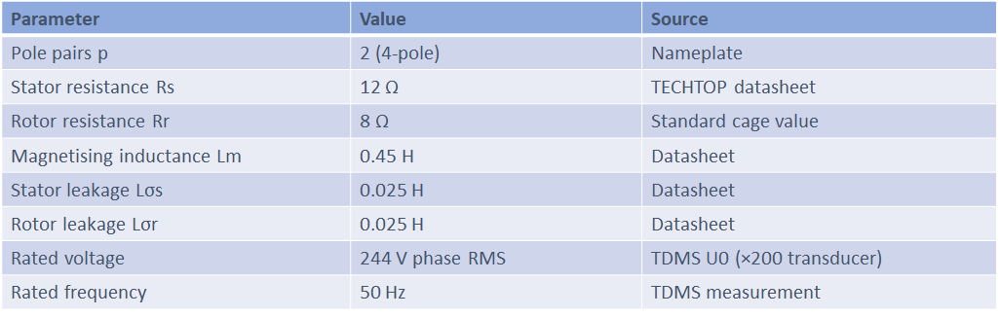 Parameter Value Source
Pole pairs p 2 (4-pole) Nameplate
Stator resistance Rs 12 Ω TECHTOP datasheet
Rotor resistance Rr 8 Ω Standard cage value
Magnetising inductance Lm 0.45 H Datasheet
Stator leakage Lσs 0.025 H Datasheet
Rotor leakage Lσr 0.025 H Datasheet
Rated voltage 244 V phase RMS TDMS U0 (×200 transducer)
Rated frequency 50 Hz TDMS measurement